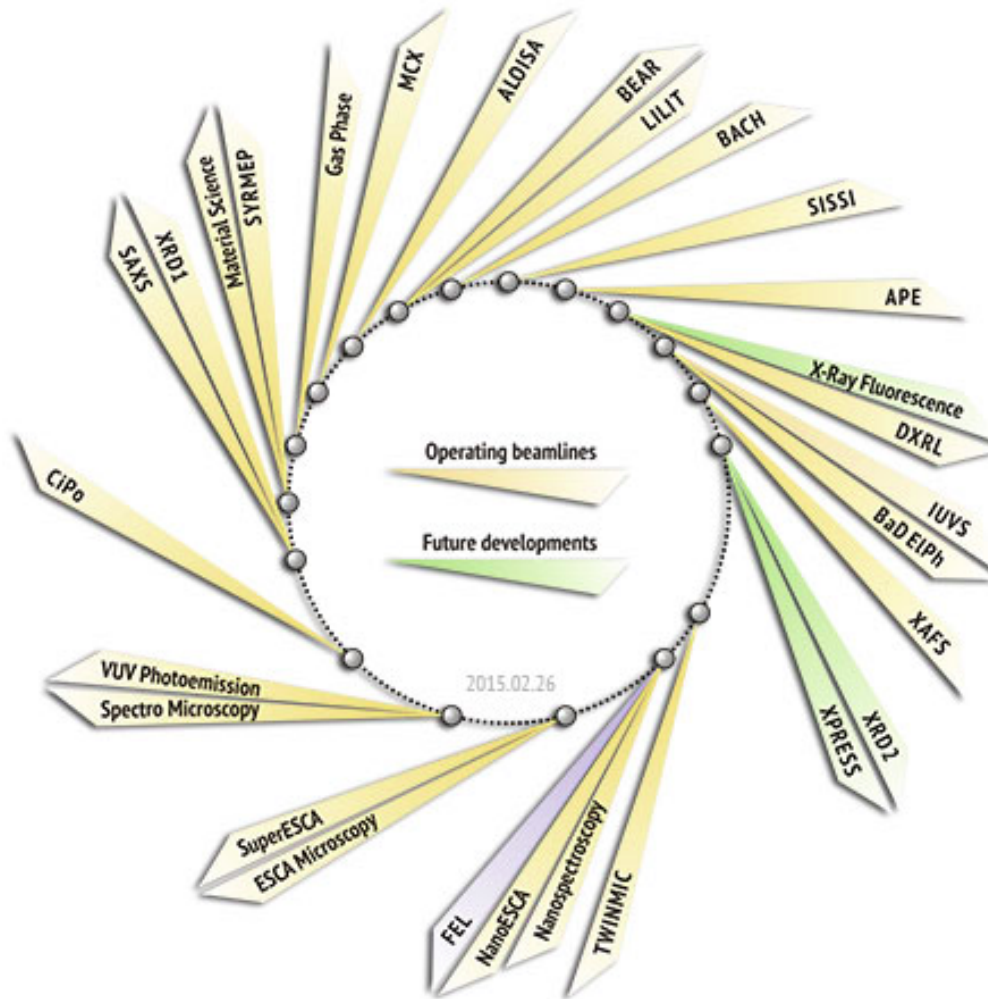 MCX
ALOISA
BEAR
LILIT
BACH
SISSI
APE
X-Ray Fluorescence
DXRL
IUVS
BaD ElPh
XAFS
XRD2
XPRESS
TWINMIC
Nanospectroscopy
NanoESCA
FEL
ESCA Microscopy
SuperESCA
Spectro Microscopy
VUV Photoemission
CiPo
SAXS
XRD1
Material Science
SYRMEP
Gas Phase
Operating beamlines
Future developments
2015.02.26